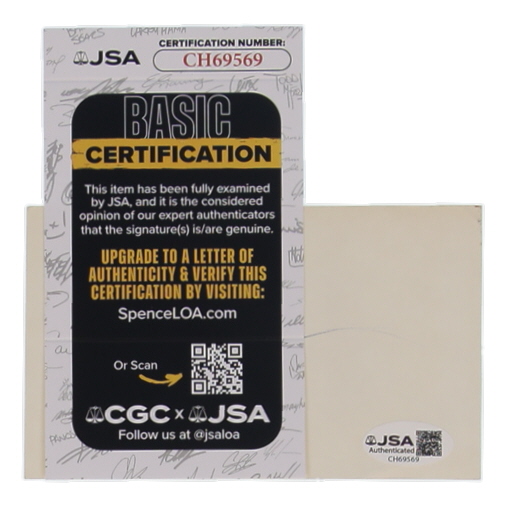 JSA
CERTIFICATION NUMBER:
CH69569
BASIC
CERTIFICATION
This item has been fully examined
by JSA, and it is the considered
opinion of our expert authenticators
that the signature(s) is/are genuine.
UPGRADE TO A LETTER OF
AUTHENTICITY & VERIFY THIS
CERTIFICATION BY VISITING:
SpenceLOA.com
Or Scan
CGC x JSA
Follow us at @jsaloa
JSA
Authenticated
CH69569